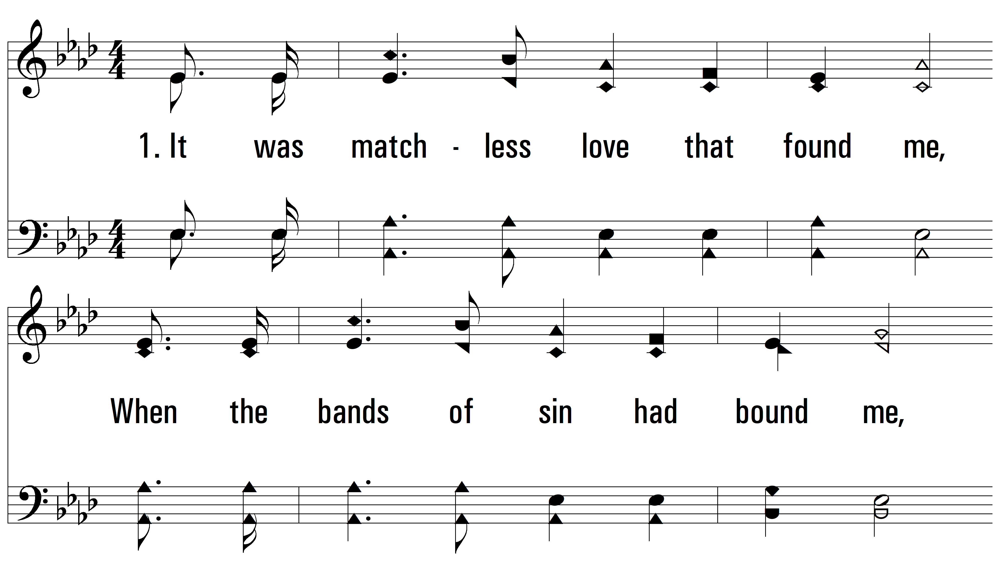 1. It was match - less love that found me,
When the bands of sin had bound me,